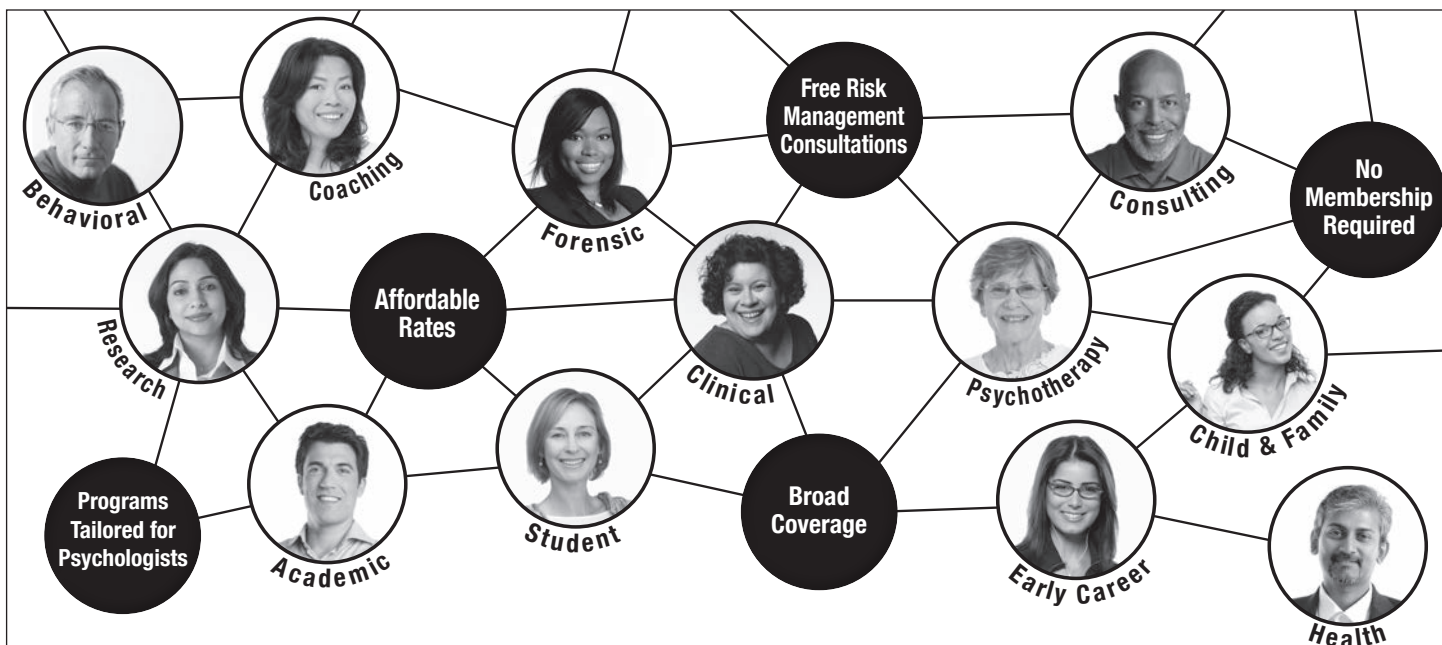 Behavioral
Coaching
Forensic
Free Risk
Management
Consultations
Consulting
No
Membership
Required
Research
Affordable
Rates
Clinical
Psychotherapy
Child & Family
Programs
Tailored for
Psychologists
Academic
Student
Broad
Coverage
Early Career
Health